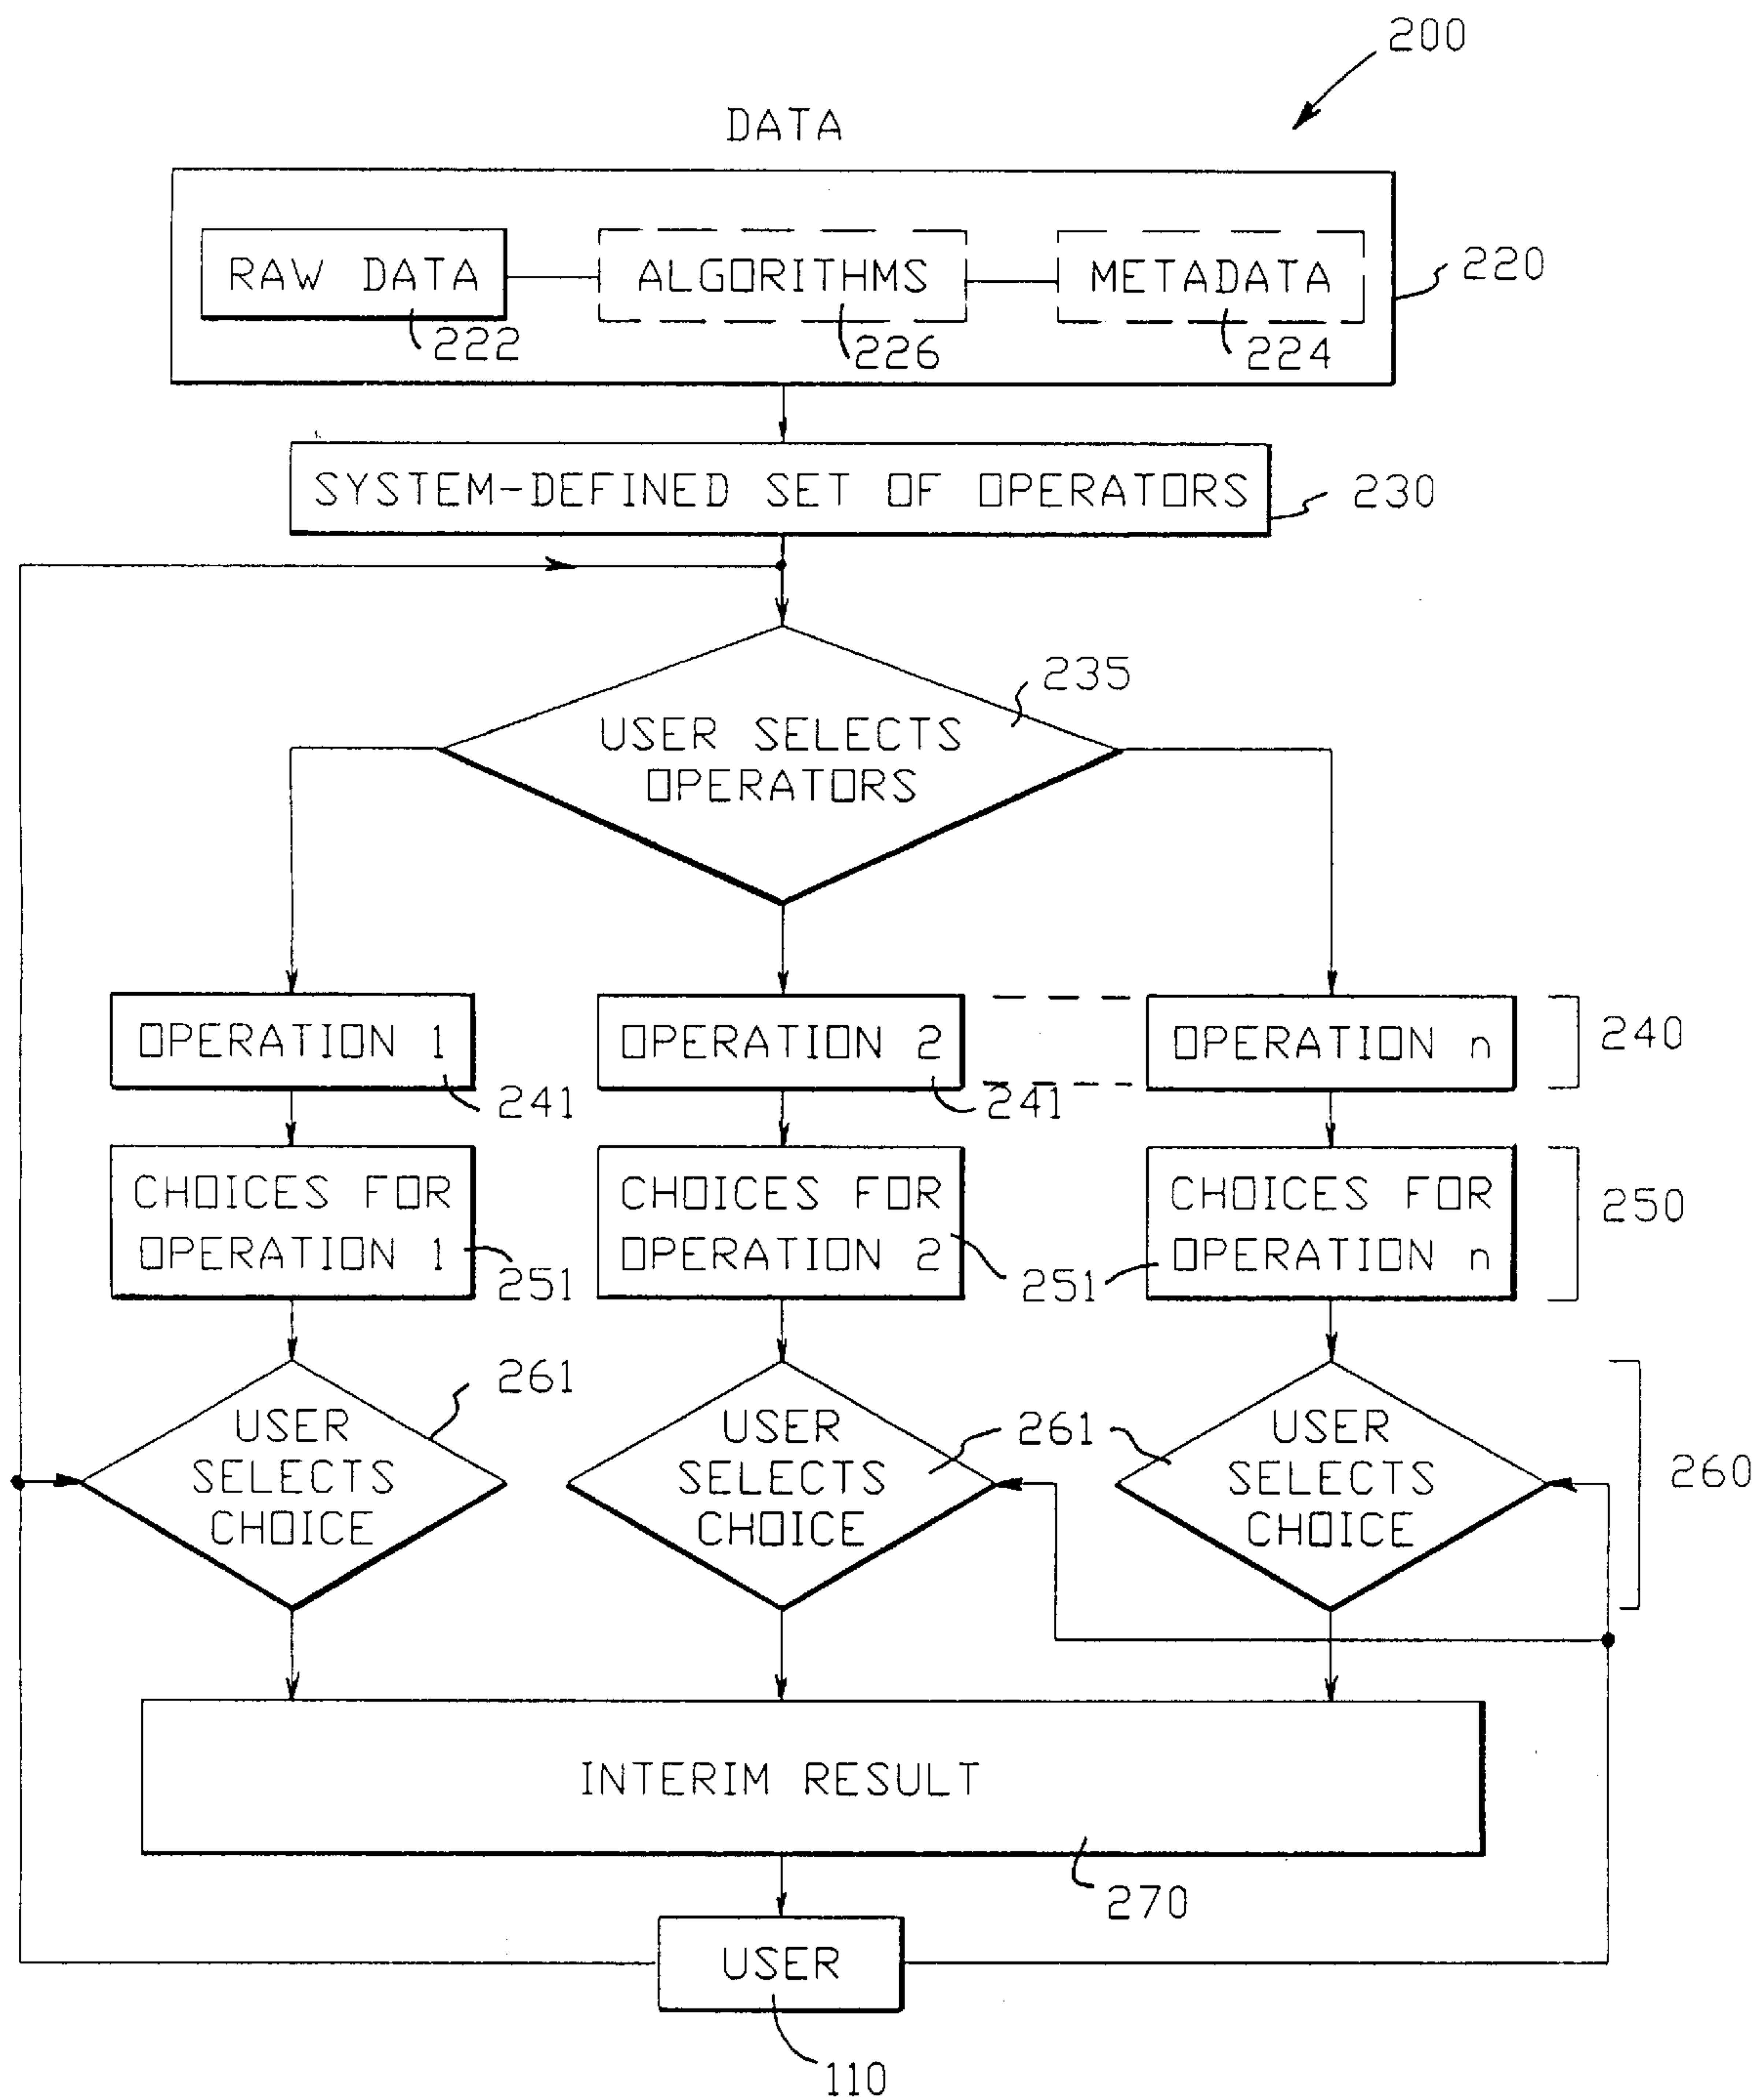 200
DATA
RAW DATA
ALGORITHMS
METADATA
220
222
226
224
SYSTEM-DEFINED SET OF OPERATORS
230
235
USER SELECTS
OPERATORS
OPERATION 1
OPERATION 2
OPERATION n
240
241
241
CHOICES FOR
OPERATION 1
CHOICES FOR
OPERATION 2
CHOICES FOR
OPERATION n
250
251
251
261
USER
SELECTS
CHOICE
USER
SELECTS
CHOICE
261
USER
SELECTS
CHOICE
260
INTERIM RESULT
270
USER
110